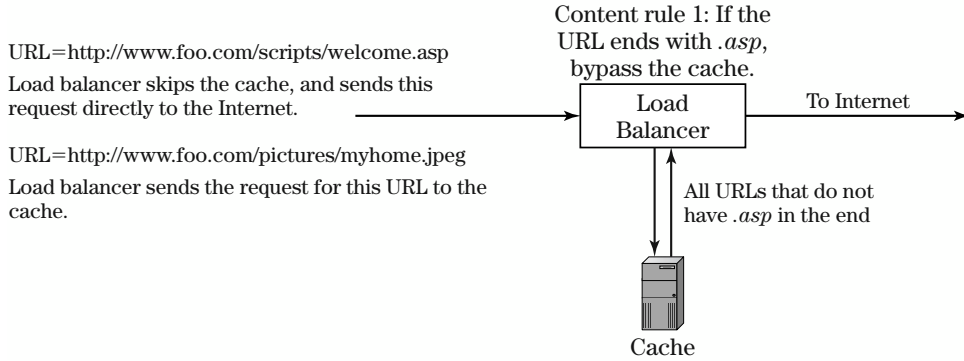 URL=http://www.foo.com/scripts/welcome.asp
Load balancer skips the cache, and sends this
request directly to the Internet.
URL=http://www.foo.com/pictures/myhome.jpeg
Load balancer sends the request for this URL to the
cache.
Content rule 1: If the
URL ends with .asp,
bypass the cache.
Load
Balancer
To Internet
All URLs that do not
have .asp in the end
Cache